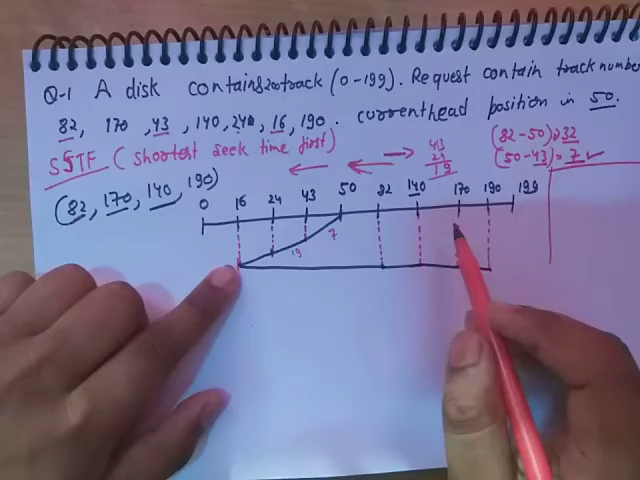 Q-1 A disk contains 200 track (0-199). Request contain track number
82, 170, 43, 140, 24, 16, 190. current head position in 50.
SSTF (shortest seek time first)
43
24
19
(82-50)=32
(50-43)=7 ✓
(82, 170, 140, 190)
0 16 24 43 50 82 140 170 190 199
19 7